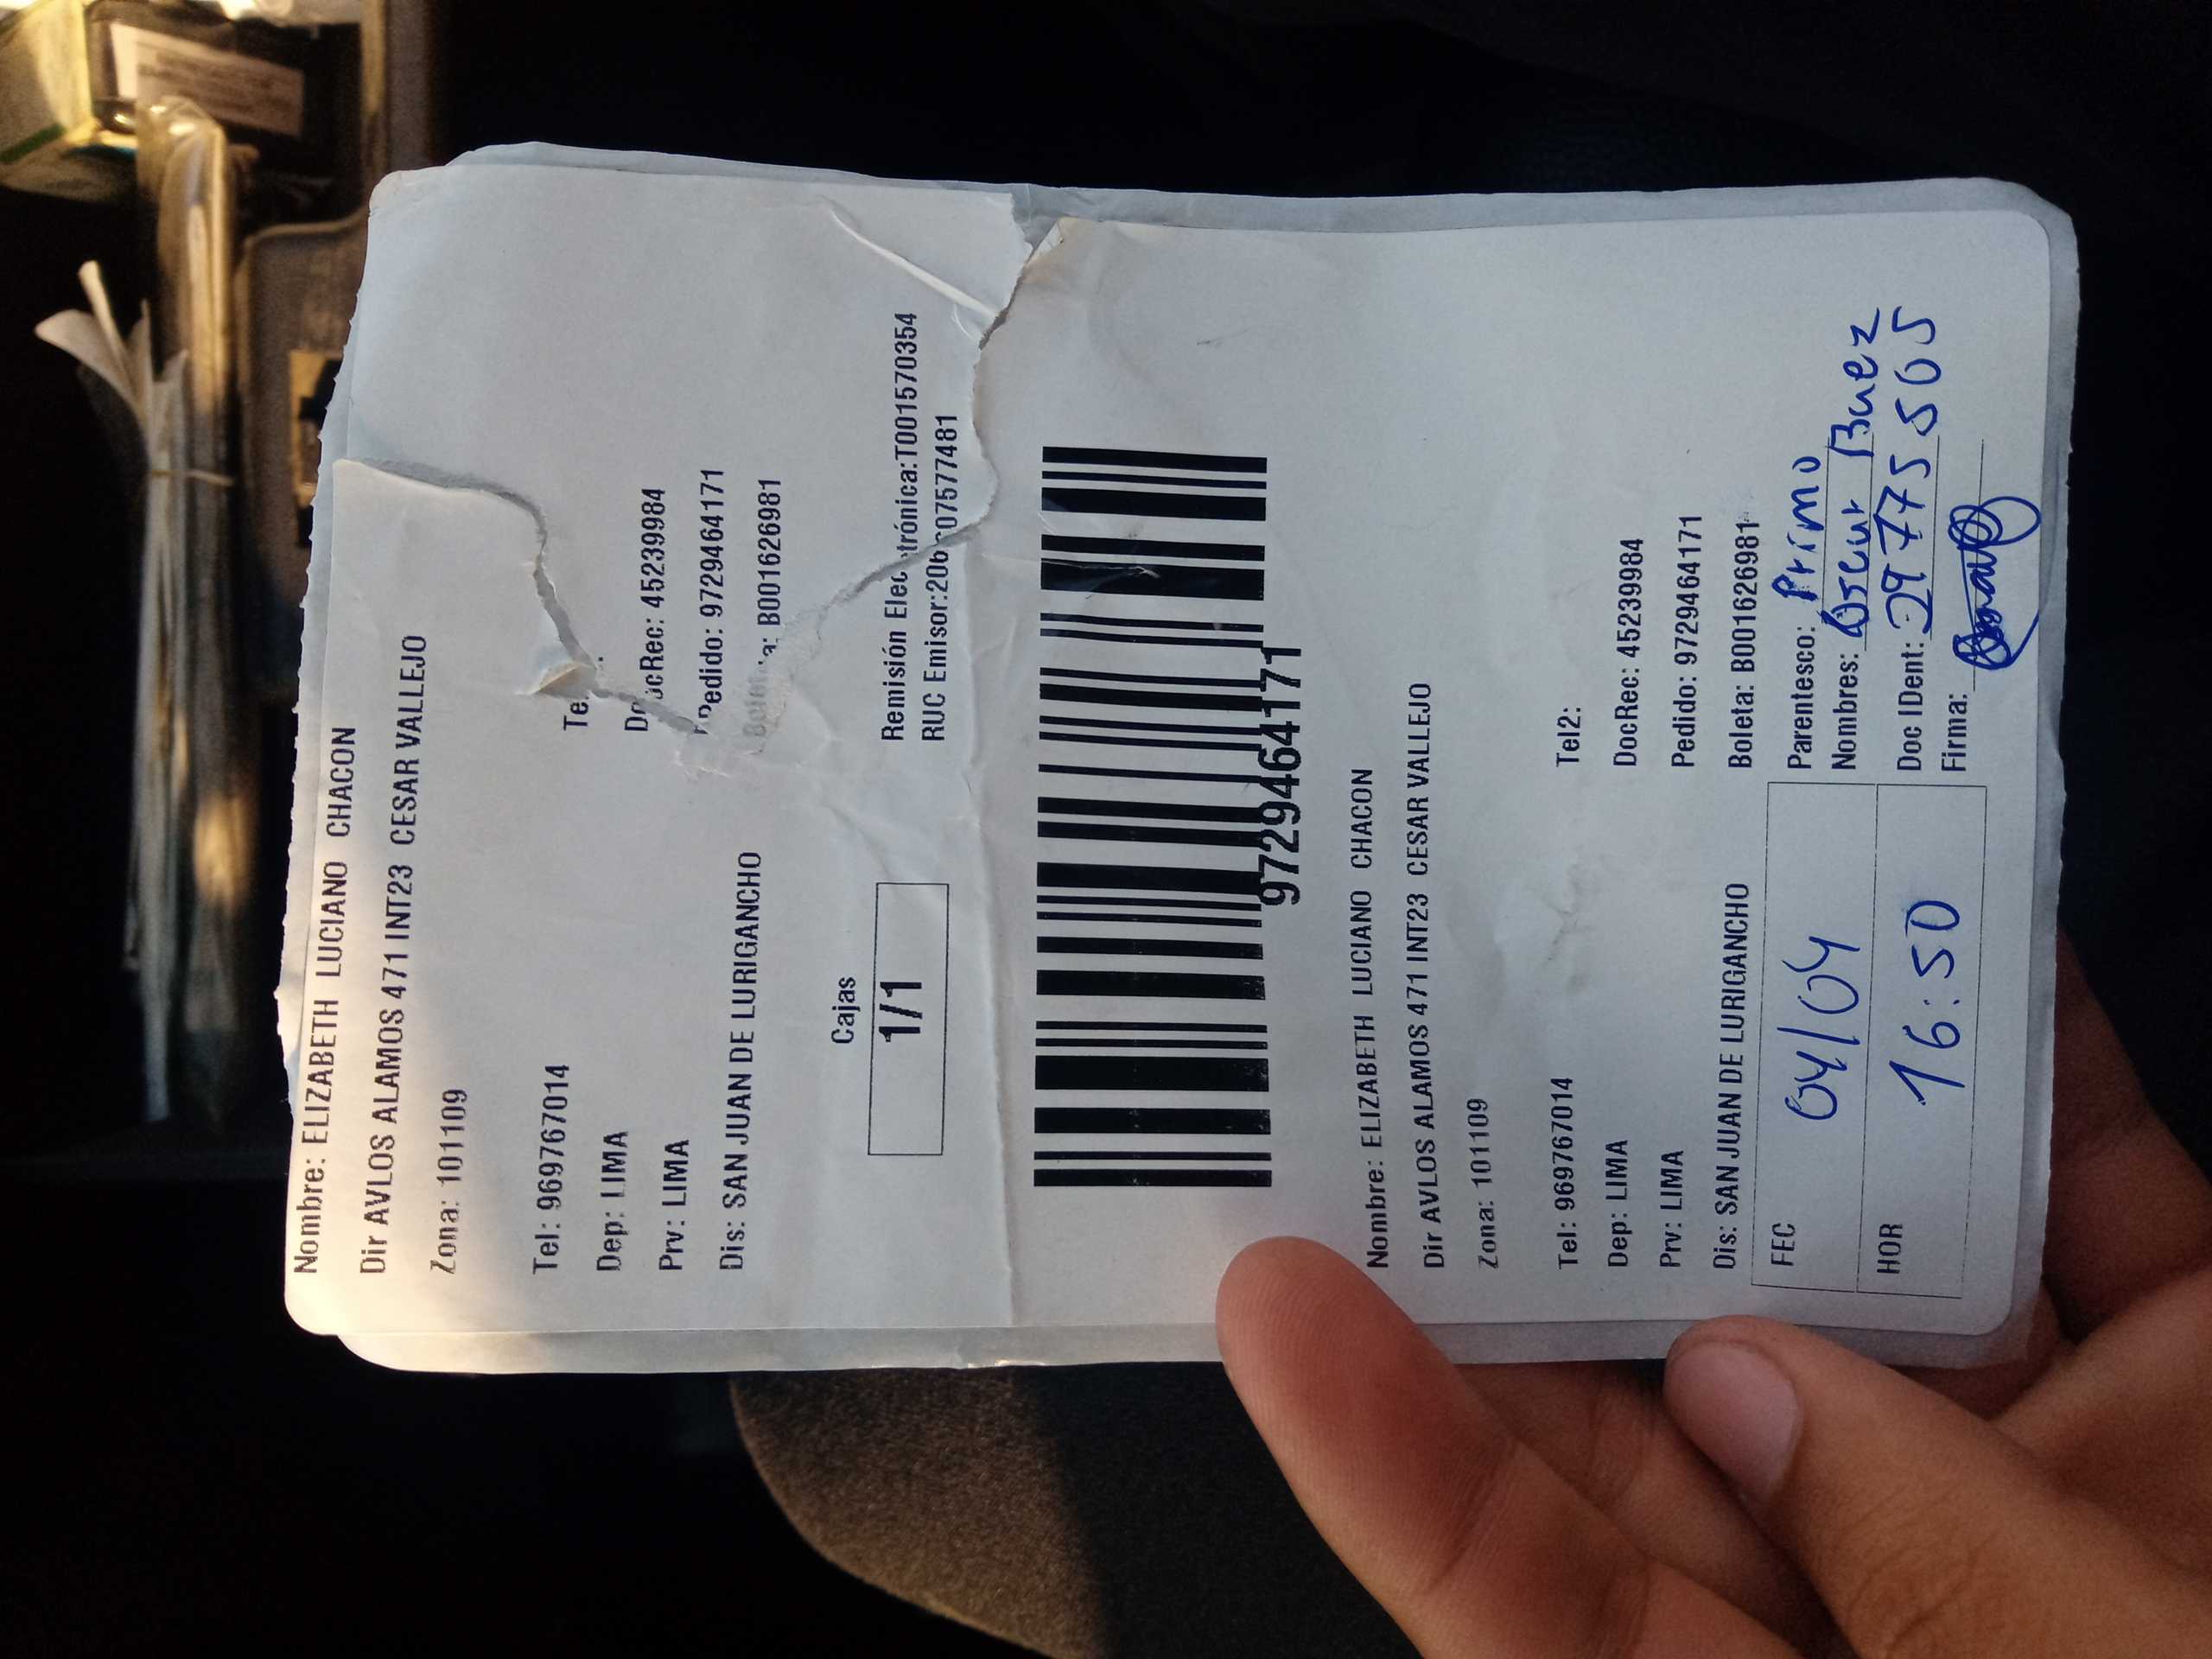 Nombre: ELIZABETH LUCIANO CHACON
Dir AVLOS ALAMOS 471 INT23 CESAR VALLEJO
Zona: 101109
Tel: 969767014
Dep: LIMA
DocRec: 45239984
Prv: LIMA
Pedido: 9729464171
Dis: SAN JUAN DE LURIGANCHO
Boleta: B001626981
Cajas
1/1
Remisión Electrónica:T001570354
RUC Emisor:206 07577481
9729464171
Nombre: ELIZABETH LUCIANO CHACON
Dir AVLOS ALAMOS 471 INT23 CESAR VALLEJO
Zona: 101109
Tel: 969767014 Tel2:
Dep: LIMA DocRec: 45239984
Prv: LIMA Pedido: 9729464171
Dis: SAN JUAN DE LURIGANCHO Boleta: B001626981
FEC 04/04
Parentesco: Primo
Nombres: Oscar Baez
HOR 16:50
Doc IDent: 29775505
Firma: